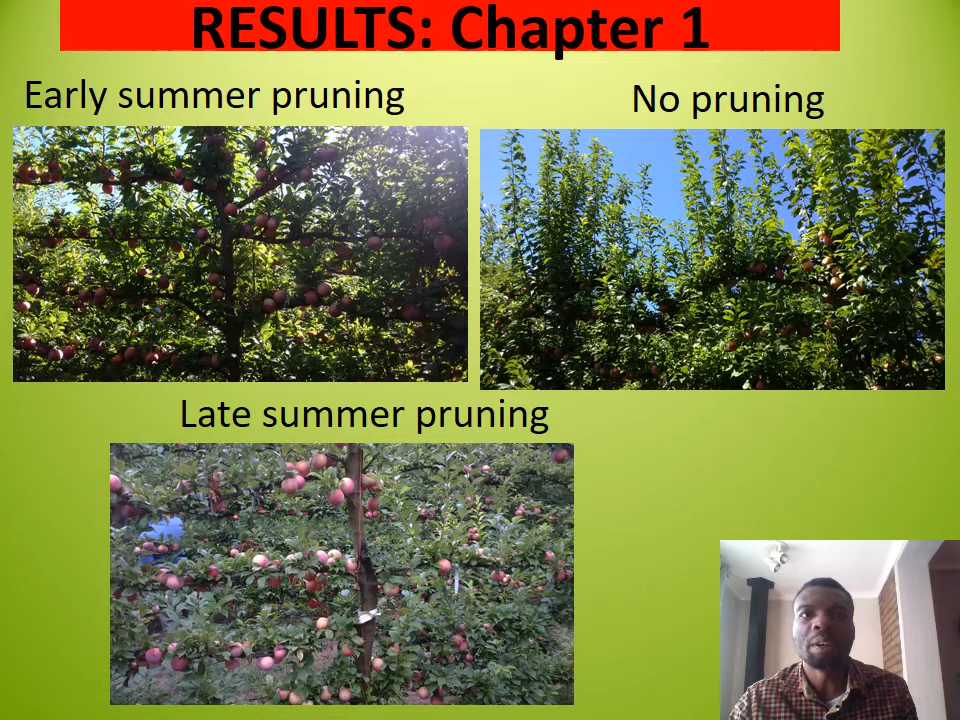 RESULTS: Chapter 1
Early summer pruning
No pruning
Late summer pruning